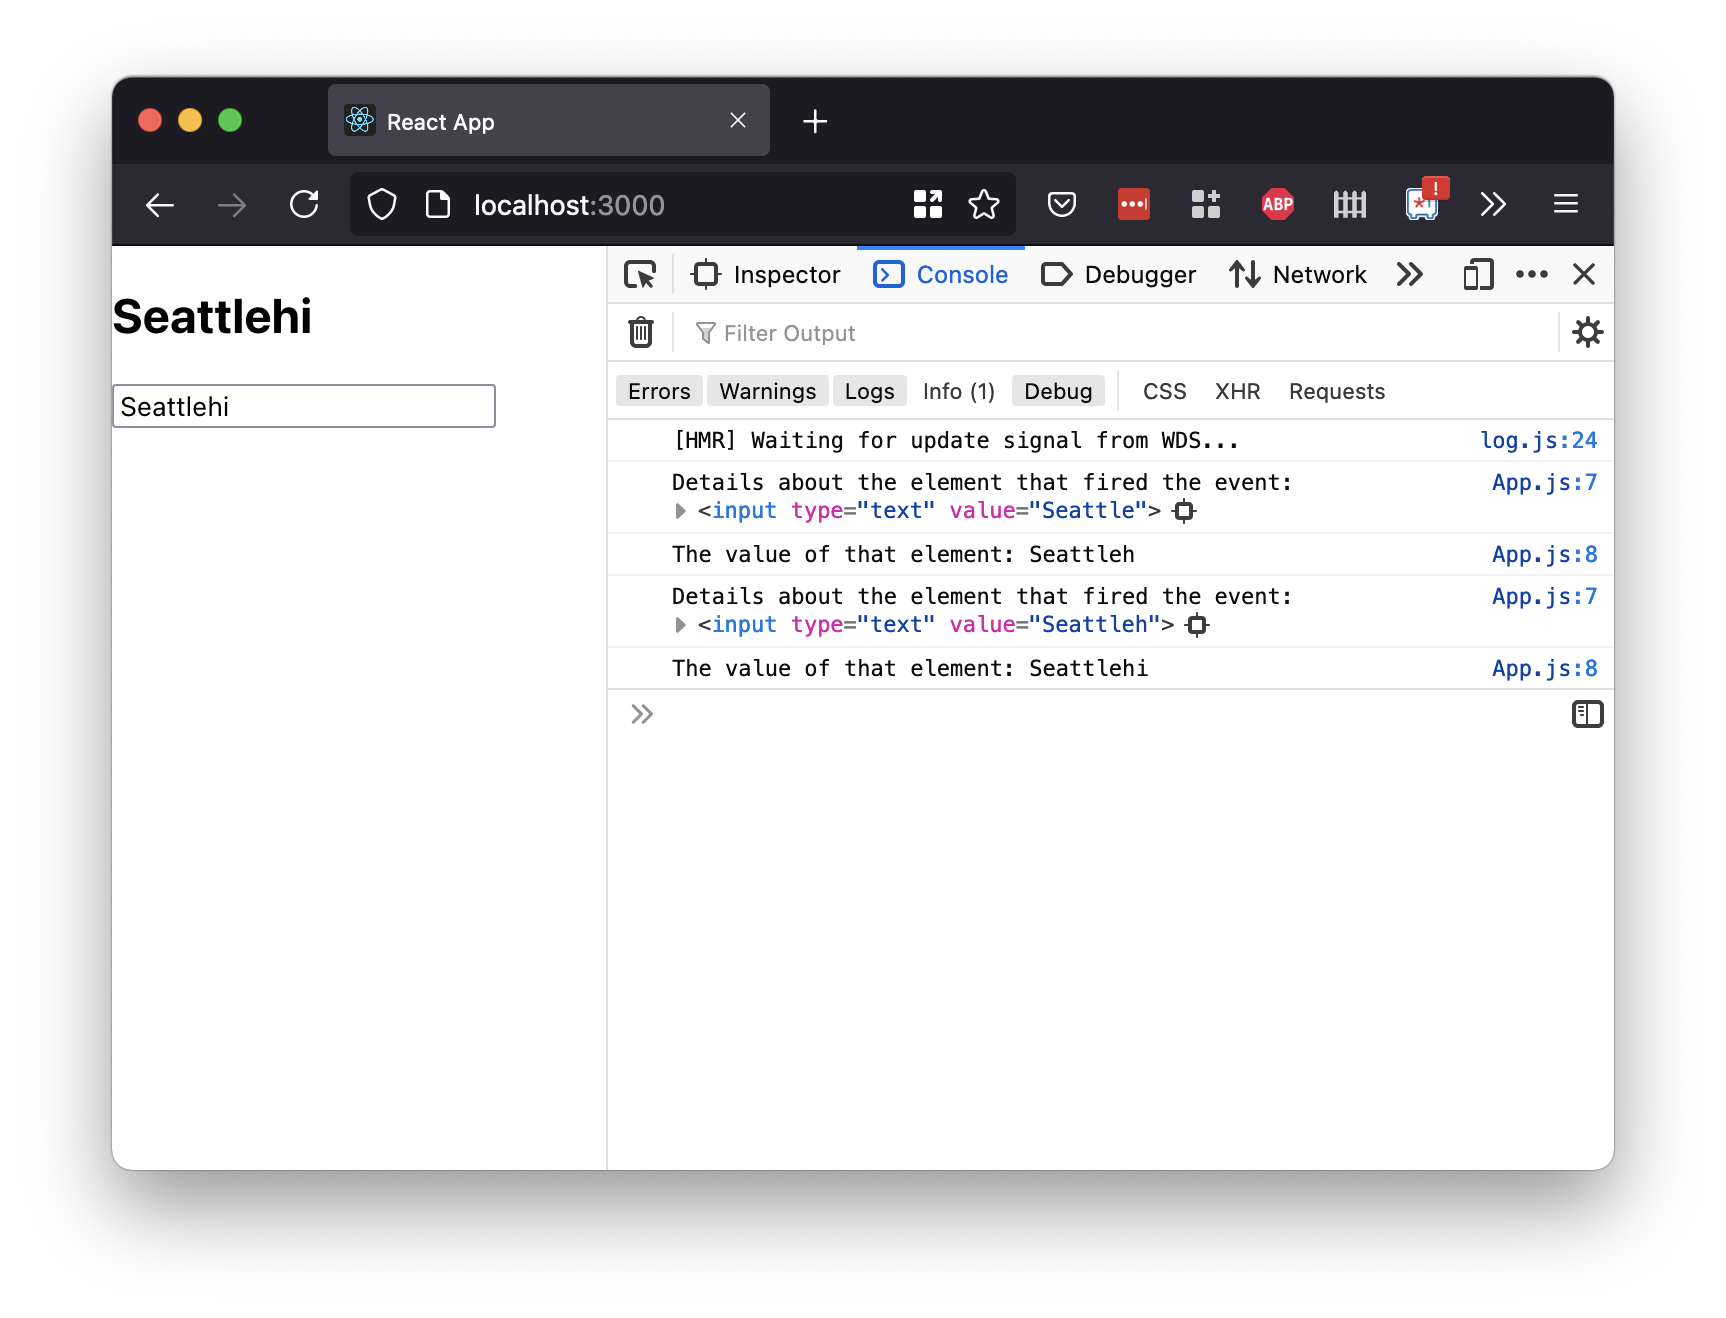 React App
localhost:3000
ABP
!
Seattlehi
Seattlehi
Inspector Console Debugger Network
Filter Output
Errors Warnings Logs Info (1) Debug CSS XHR Requests
[HMR] Waiting for update signal from WDS... log.js:24
Details about the element that fired the event: App.js:7
<input type="text" value="Seattle">
The value of that element: Seattleh App.js:8
Details about the element that fired the event: App.js:7
<input type="text" value="Seattleh">
The value of that element: Seattlehi App.js:8